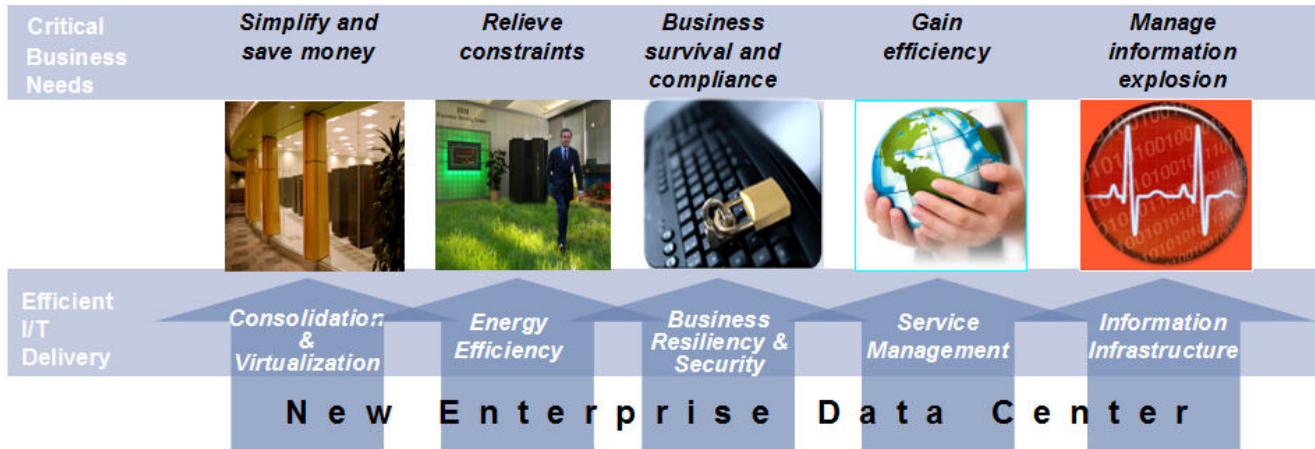 Critical
Business
Needs
Simplify and
save money
Relieve
constraints
Business
survival and
compliance
Gain
efficiency
Manage
information
explosion
Efficient
I/T
Delivery
Consolidation
&
Virtualization
Energy
Efficiency
Business
Resiliency &
Security
Service
Management
Information
Infrastructure
New Enterprise Data Center